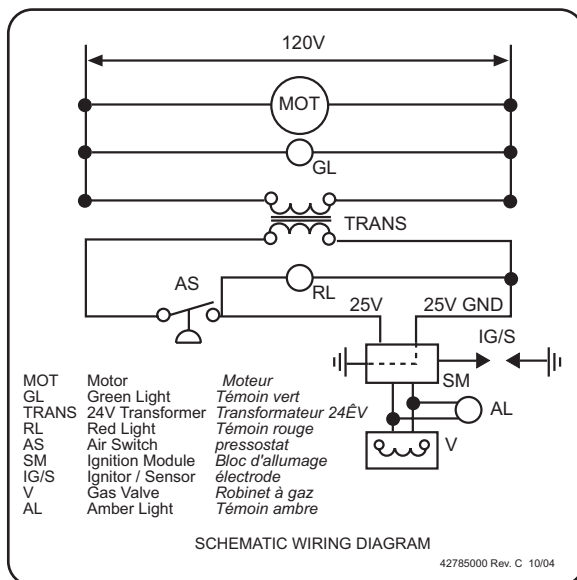 120V
MOT
GL
TRANS
AS
RL
25V 25V GND
IG/S
SM
AL
V
MOT Motor Moteur
GL Green Light Témoin vert
TRANS 24V Transformer Transformateur 24ÊV
RL Red Light Témoin rouge
AS Air Switch pressostat
SM Ignition Module Bloc d'allumage
IG/S Ignitor / Sensor électrode
V Gas Valve Robinet à gaz
AL Amber Light Témoin ambre
SCHEMATIC WIRING DIAGRAM
42785000 Rev. C 10/04